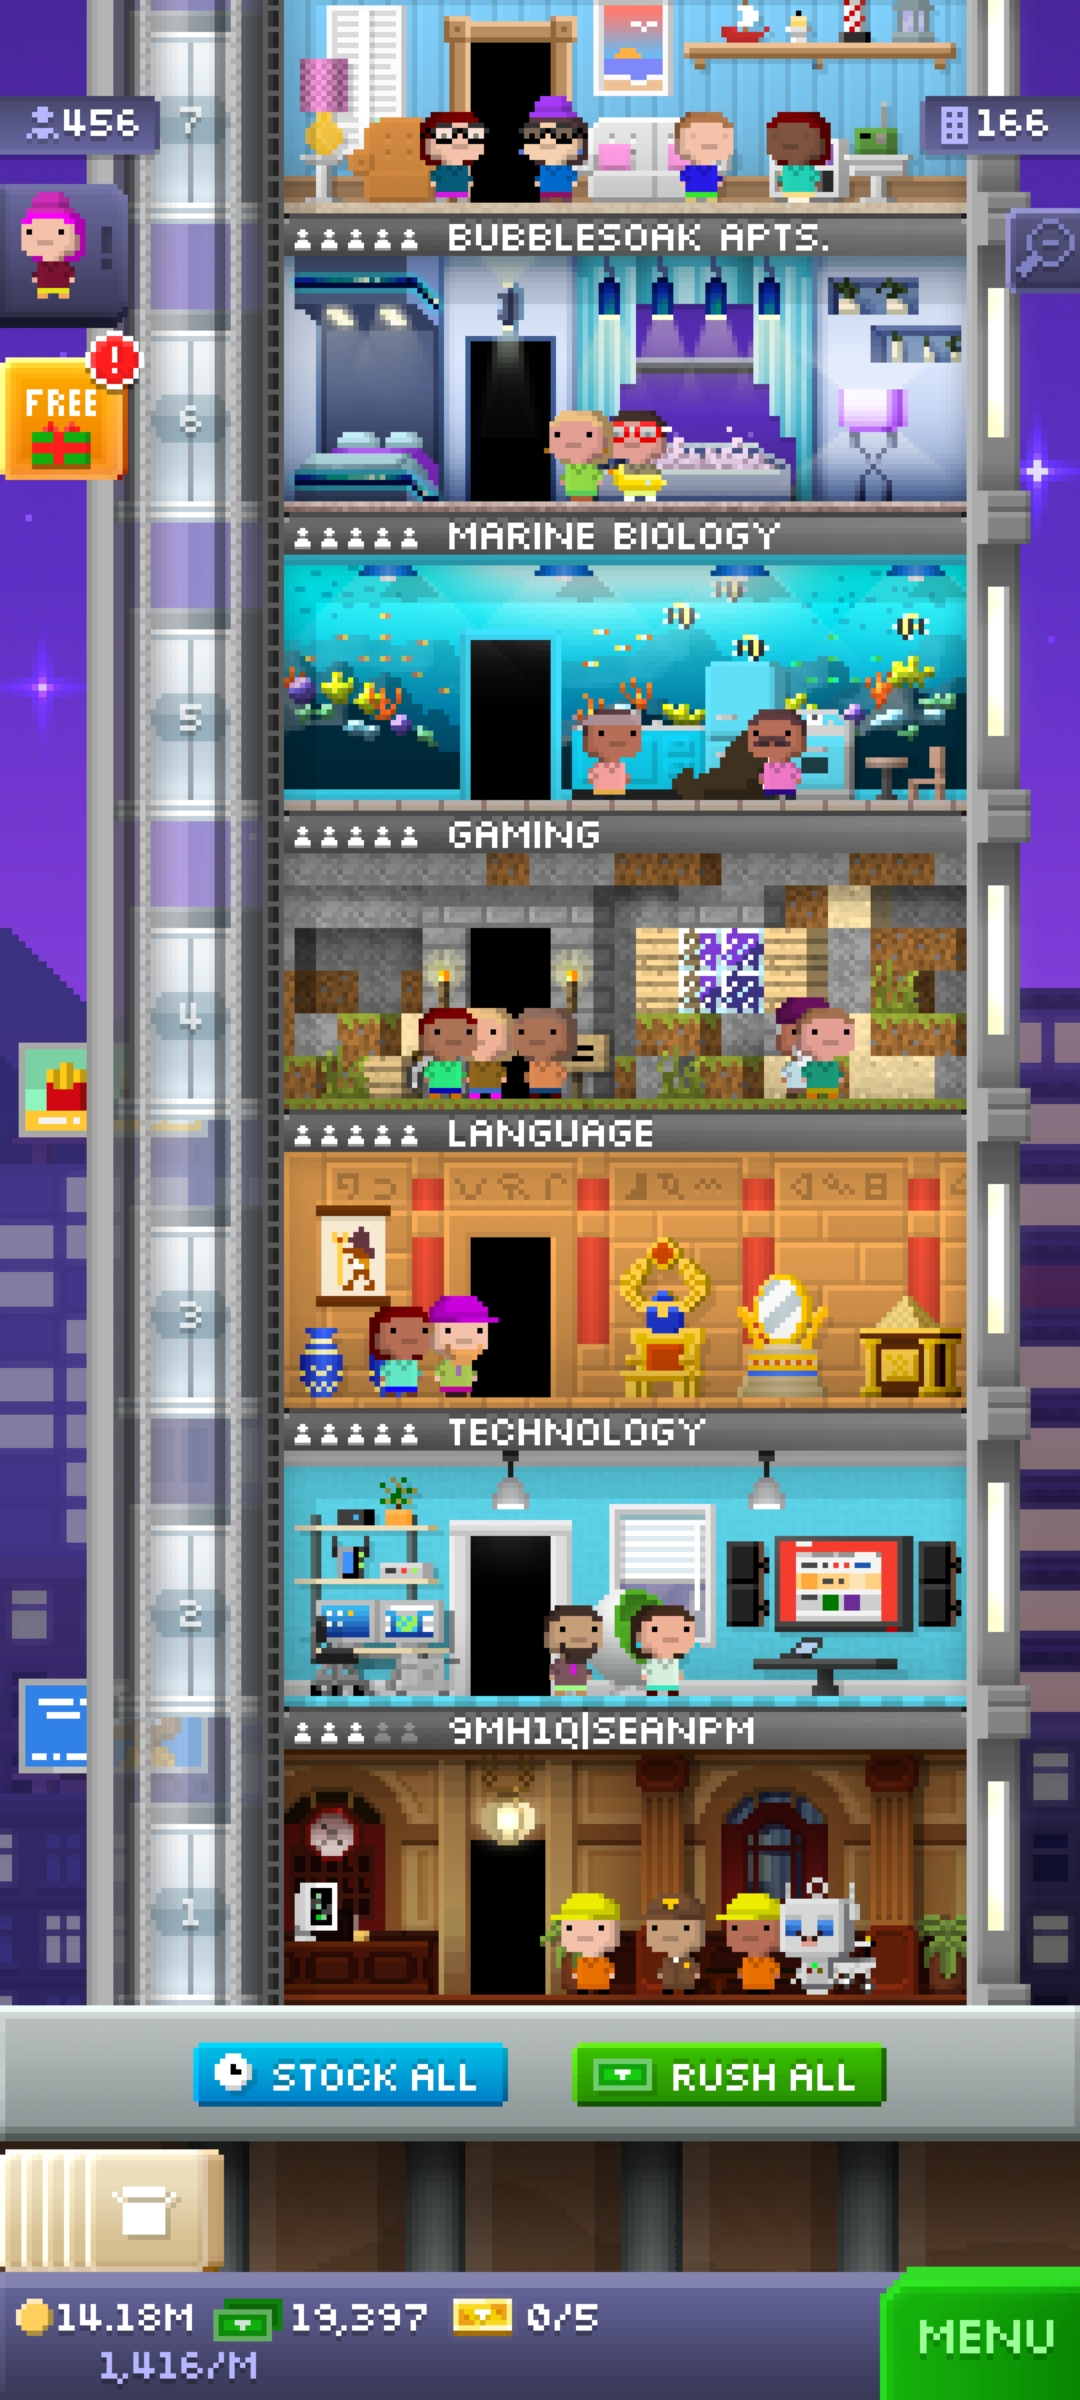 7
456
166
BUBBLESOAK APTS.
FREE
!
6
MARINE BIOLOGY
5
GAMING
4
LANGUAGE
3
TECHNOLOGY
2
9MH1Q|SEANPM
1
STOCK ALL
RUSH ALL
14.18M
19,397
0/5
1,416/M
MENU